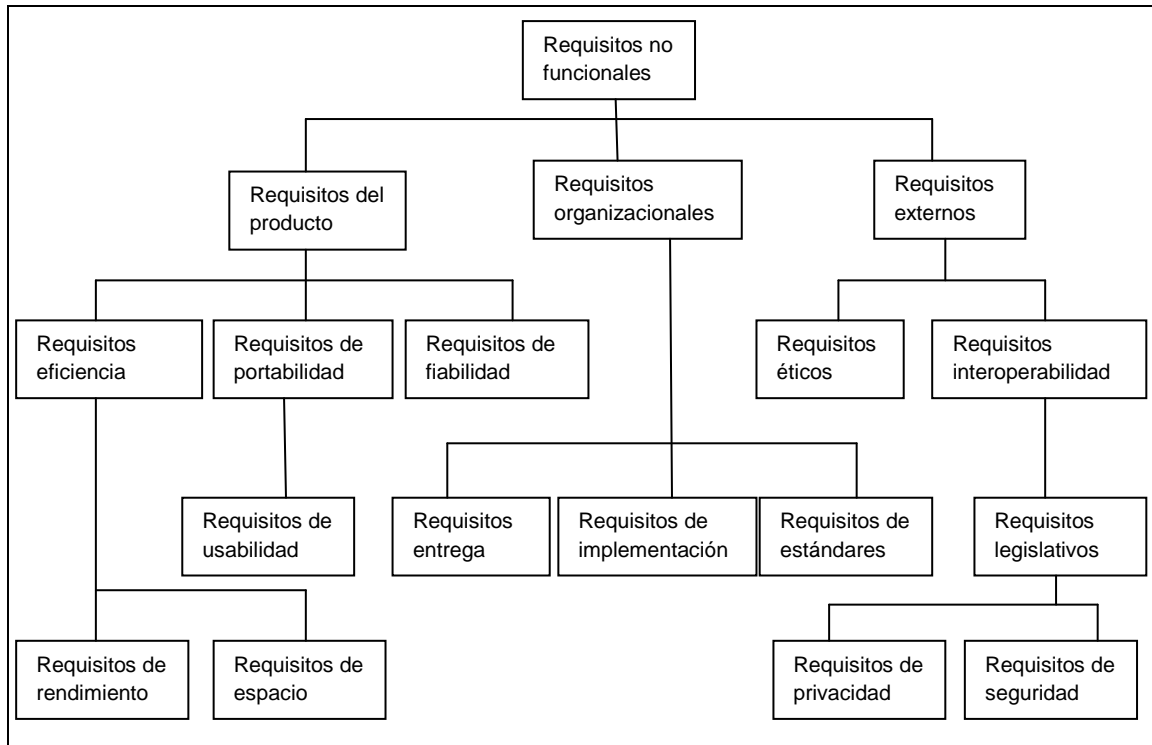 Requisitos no
funcionales
Requisitos del
producto
Requisitos
organizacionales
Requisitos
externos
Requisitos
eficiencia
Requisitos de
portabilidad
Requisitos de
fiabilidad
Requisitos
éticos
Requisitos
interoperabilidad
Requisitos de
usabilidad
Requisitos
entrega
Requisitos de
implementación
Requisitos de
estándares
Requisitos
legislativos
Requisitos de
rendimiento
Requisitos de
espacio
Requisitos de
privacidad
Requisitos de
seguridad